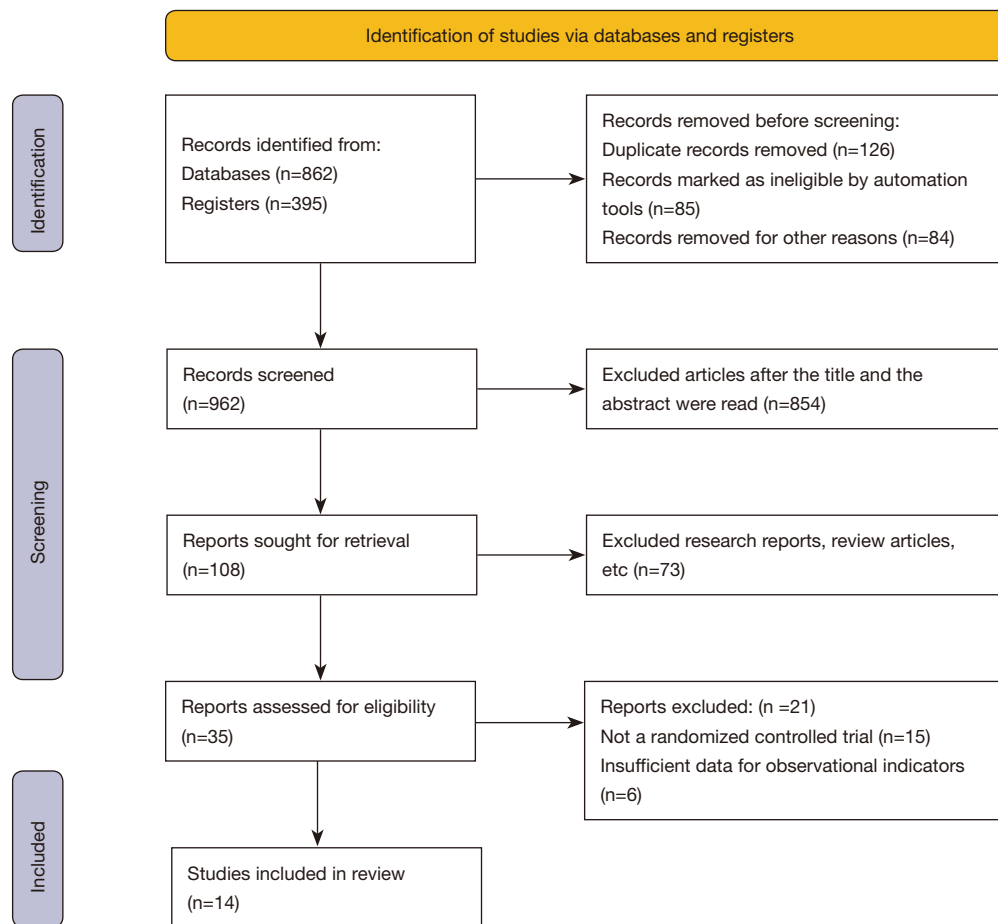 Identification of studies via databases and registers
Identification
Records identified from:
Databases (n=862)
Registers (n=395)
Records removed before screening:
Duplicate records removed (n=126)
Records marked as ineligible by automation
tools (n=85)
Records removed for other reasons (n=84)
Screening
Records screened
(n=962)
Excluded articles after the title and the
abstract were read (n=854)
Reports sought for retrieval
(n=108)
Excluded research reports, review articles,
etc (n=73)
Reports assessed for eligibility
(n=35)
Reports excluded: (n =21)
Not a randomized controlled trial (n=15)
Insufficient data for observational indicators
(n=6)
Included
Studies included in review
(n=14)